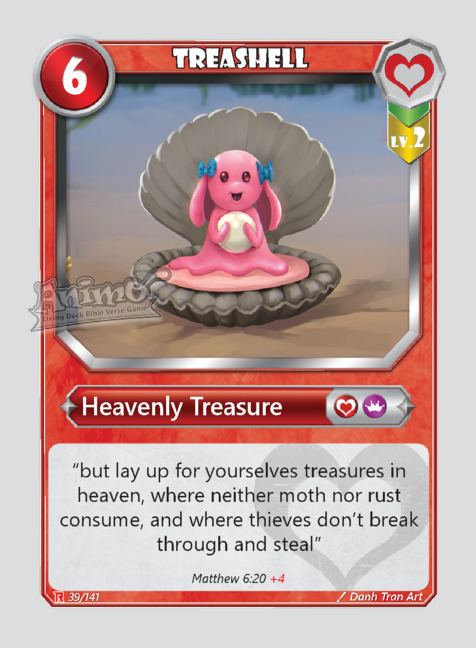 TREASHELL
6
LV.2
Animo
Living Deck Bible Verse Game
Heavenly Treasure
“but lay up for yourselves treasures in
heaven, where neither moth nor rust
consume, and where thieves don’t break
through and steal”
Matthew 6:20 +4
R 39/141
Danh Tran Art